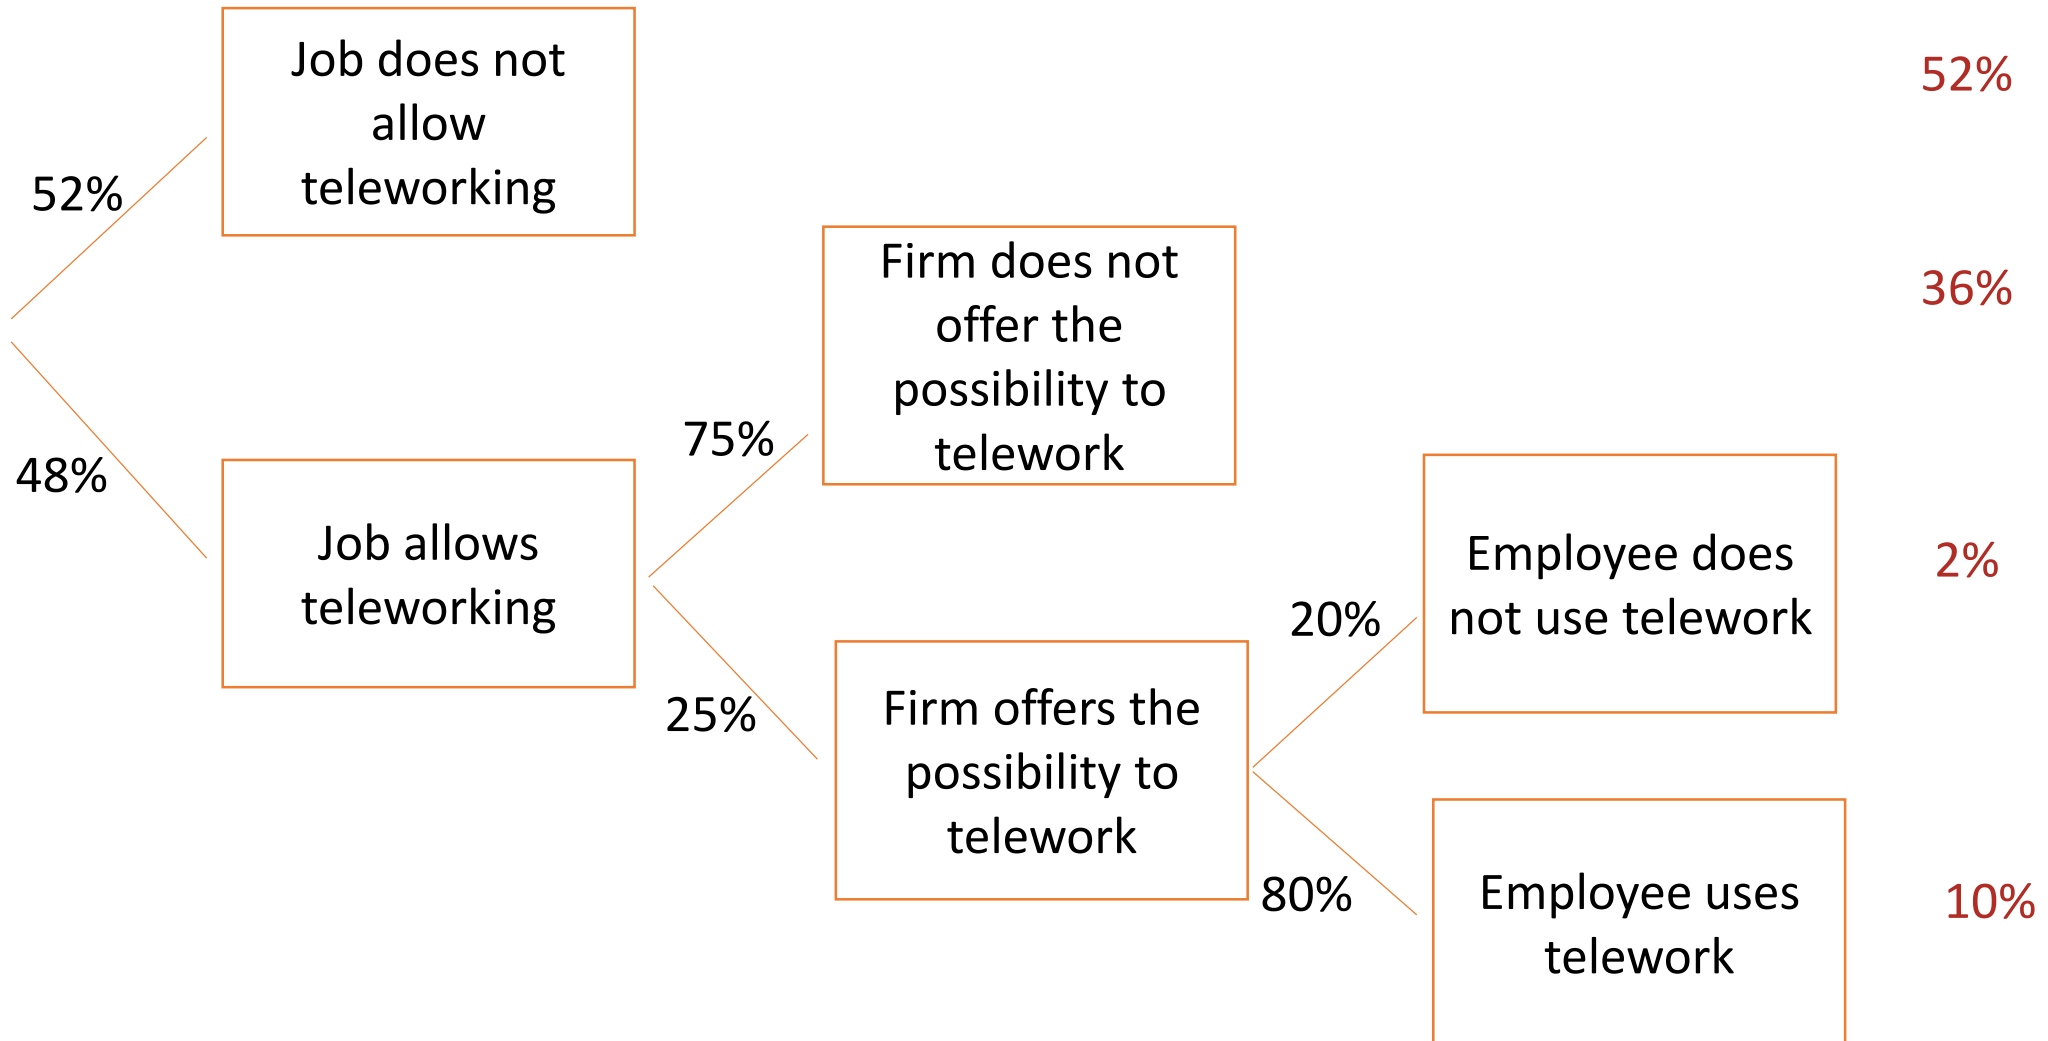 Job does not
allow
teleworking
52%
52%
Firm does not
offer the
possibility to
telework
36%
48%
Job allows
teleworking
75%
25%
Firm offers the
possibility to
telework
20%
Employee does
not use telework
2%
80%
Employee uses
telework
10%